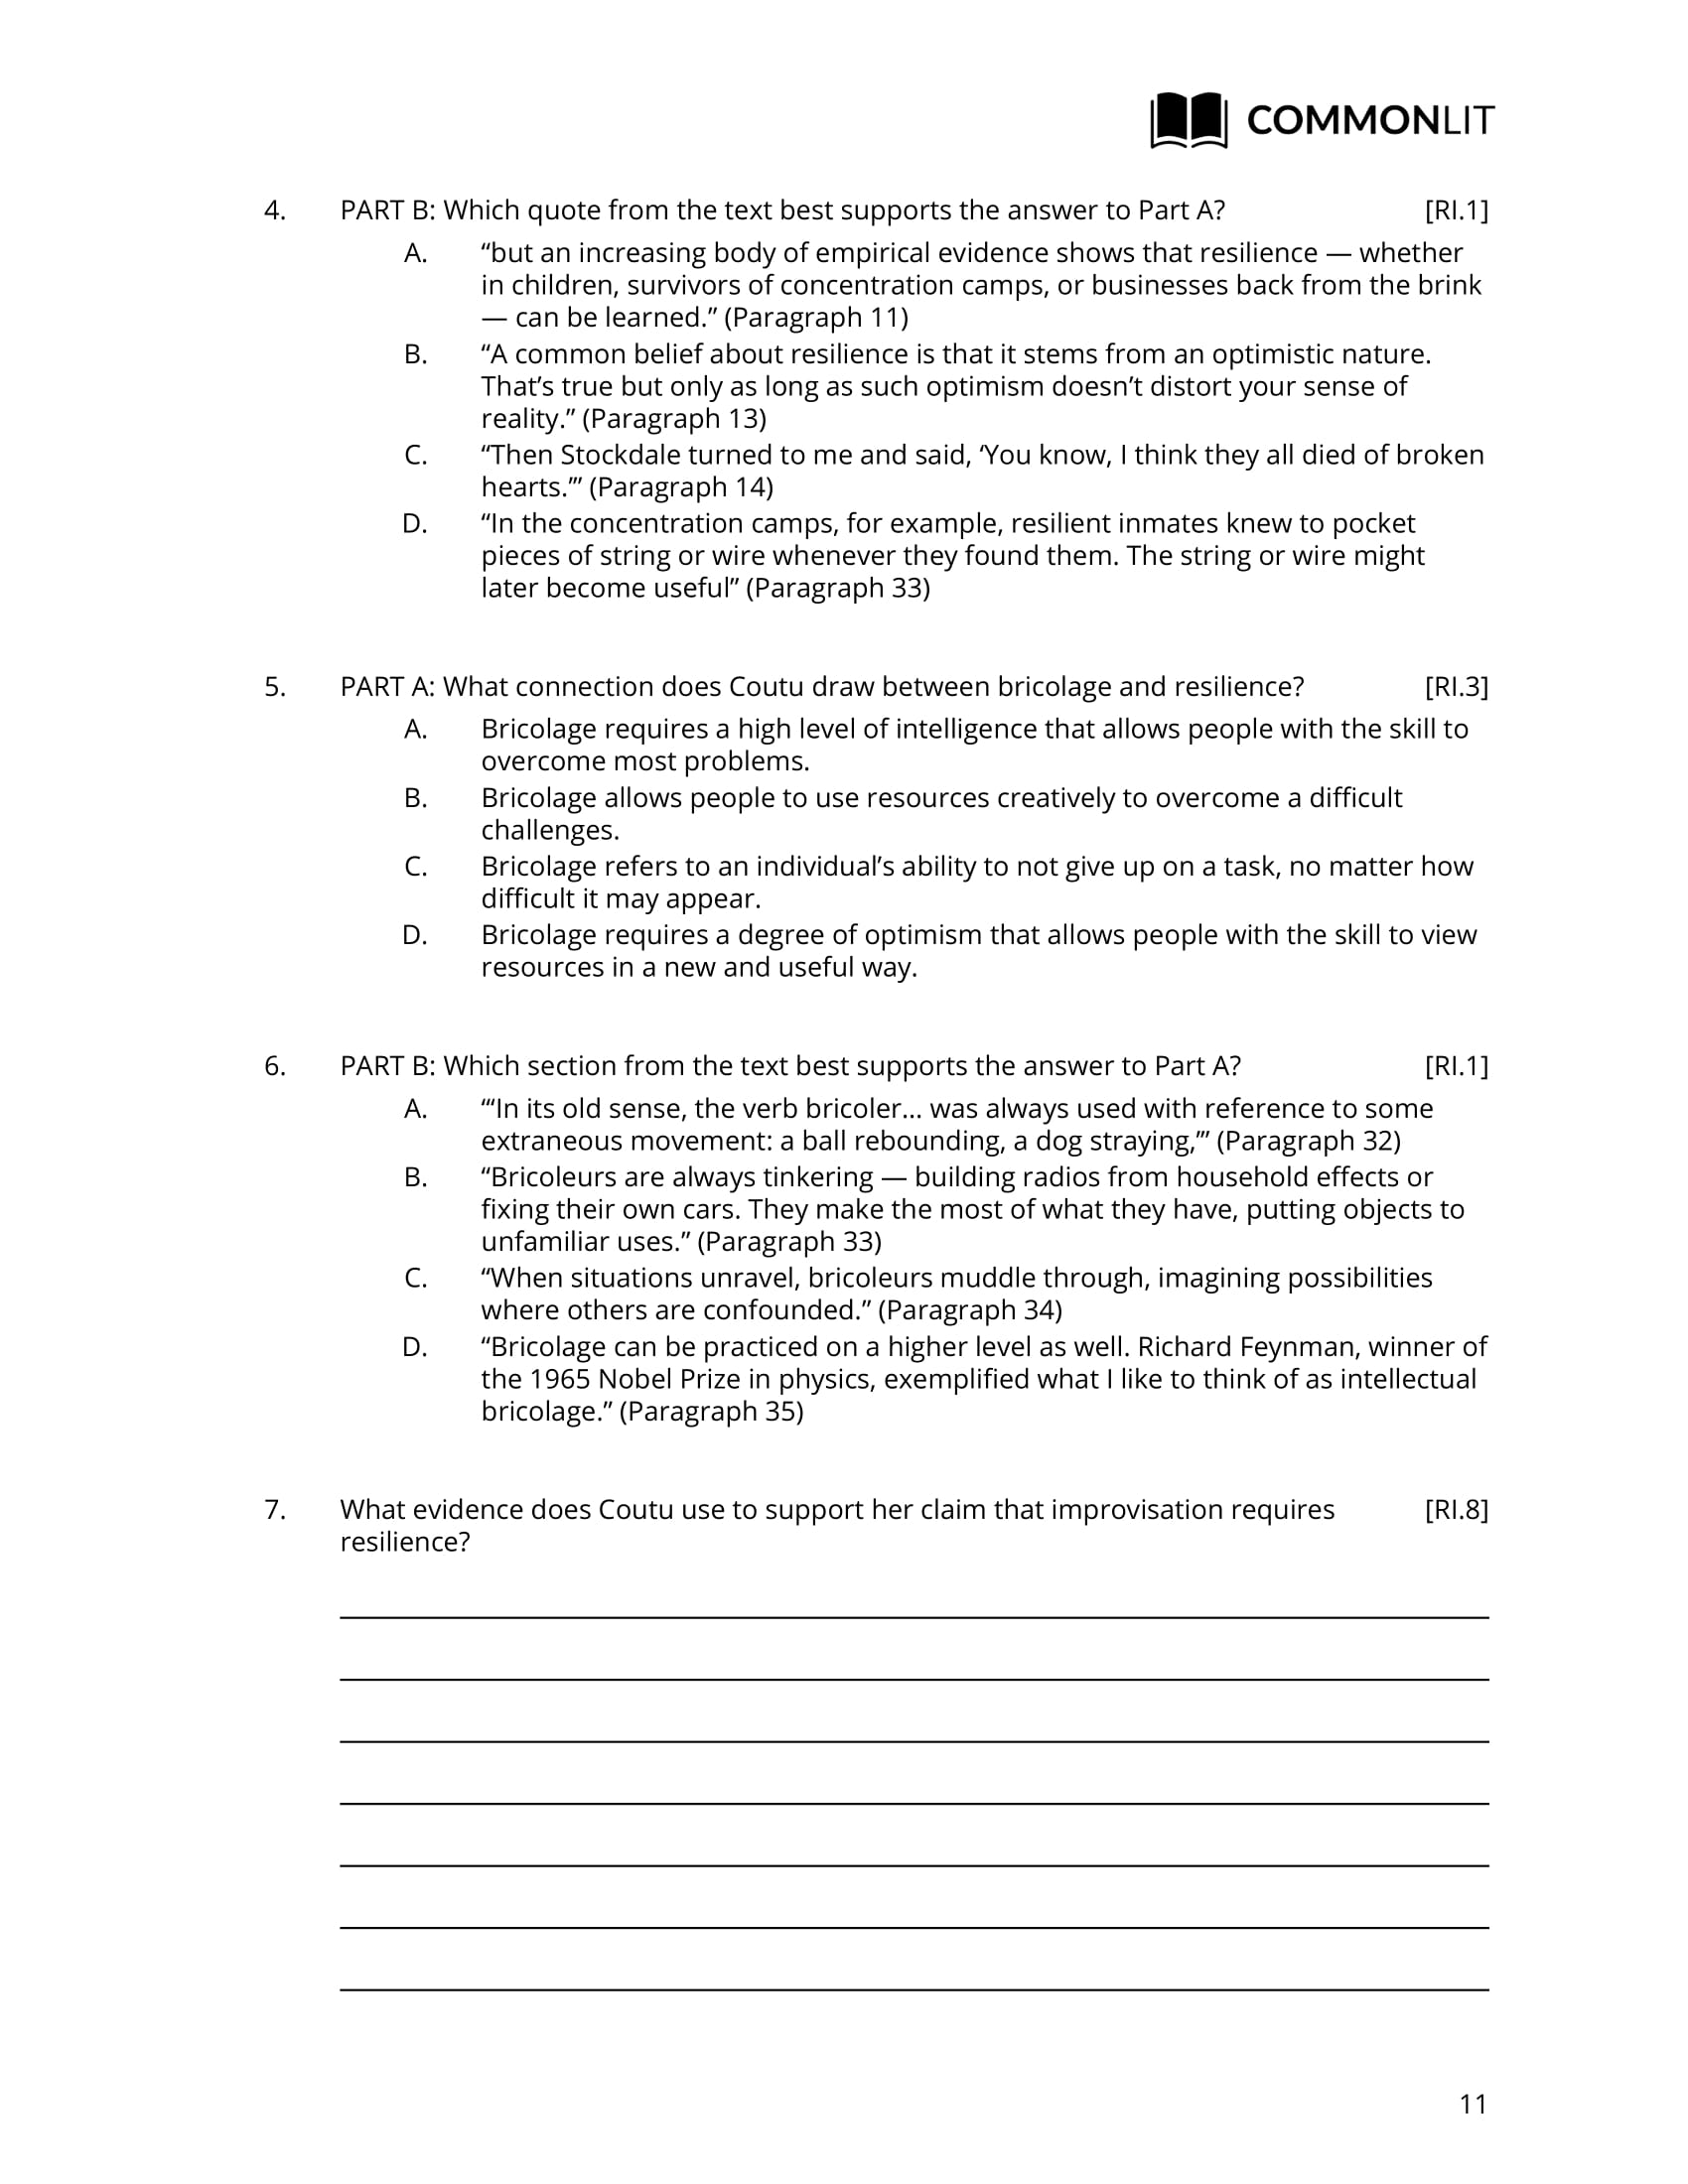 COMMONLIT
4. PART B: Which quote from the text best supports the answer to Part A? [RI.1]
A. “but an increasing body of empirical evidence shows that resilience — whether
in children, survivors of concentration camps, or businesses back from the brink
— can be learned.” (Paragraph 11)
B. “A common belief about resilience is that it stems from an optimistic nature.
That’s true but only as long as such optimism doesn’t distort your sense of
reality.” (Paragraph 13)
C. “Then Stockdale turned to me and said, ‘You know, I think they all died of broken
hearts.’” (Paragraph 14)
D. “In the concentration camps, for example, resilient inmates knew to pocket
pieces of string or wire whenever they found them. The string or wire might
later become useful” (Paragraph 33)
5. PART A: What connection does Coutu draw between bricolage and resilience? [RI.3]
A. Bricolage requires a high level of intelligence that allows people with the skill to
overcome most problems.
B. Bricolage allows people to use resources creatively to overcome a difficult
challenges.
C. Bricolage refers to an individual’s ability to not give up on a task, no matter how
difficult it may appear.
D. Bricolage requires a degree of optimism that allows people with the skill to view
resources in a new and useful way.
6. PART B: Which section from the text best supports the answer to Part A? [RI.1]
A. “‘In its old sense, the verb bricoler... was always used with reference to some
extraneous movement: a ball rebounding, a dog straying,’” (Paragraph 32)
B. “Bricoleurs are always tinkering — building radios from household effects or
fixing their own cars. They make the most of what they have, putting objects to
unfamiliar uses.” (Paragraph 33)
C. “When situations unravel, bricoleurs muddle through, imagining possibilities
where others are confounded.” (Paragraph 34)
D. “Bricolage can be practiced on a higher level as well. Richard Feynman, winner of
the 1965 Nobel Prize in physics, exemplified what I like to think of as intellectual
bricolage.” (Paragraph 35)
7. What evidence does Coutu use to support her claim that improvisation requires [RI.8]
resilience?
11